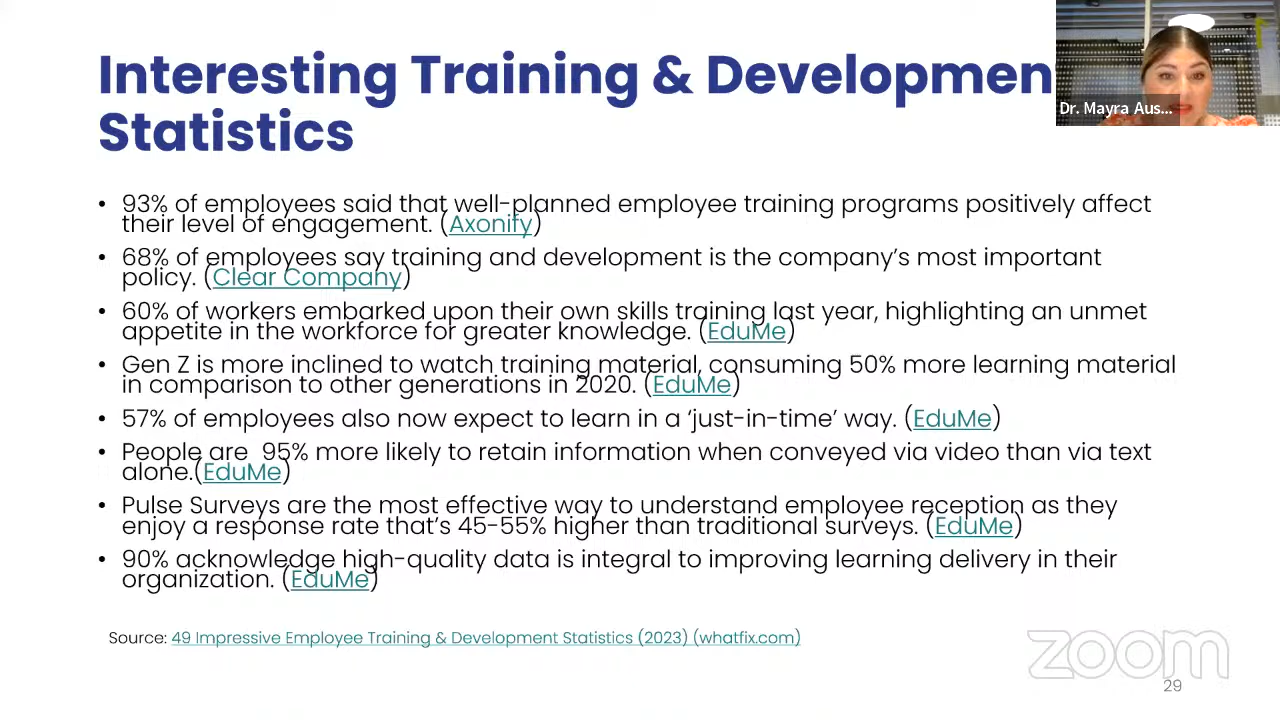 Interesting Training & Developmen
Statistics
Dr. Mayra Aus...
• 93% of employees said that well-planned employee training programs positively affect
their level of engagement. (Axonify)
• 68% of employees say training and development is the company's most important
policy. (Clear Company)
• 60% of workers embarked upon their own skills training last year, highlighting an unmet
appetite in the workforce for greater knowledge. (EduMe)
• Gen Z is more inclined to watch training material, consuming 50% more learning material
in comparison to other generations in 2020. (EduMe)
• 57% of employees also now expect to learn in a ‘just-in-time’ way. (EduMe)
• People are  95% more likely to retain information when conveyed via video than via text
alone.(EduMe)
• Pulse Surveys are the most effective way to understand employee reception as they
enjoy a response rate that's 45-55% higher than traditional surveys. (EduMe)
• 90% acknowledge high-quality data is integral to improving learning delivery in their
organization. (EduMe)
Source: 49 Impressive Employee Training & Development Statistics (2023) (whatfix.com)
zoom
29